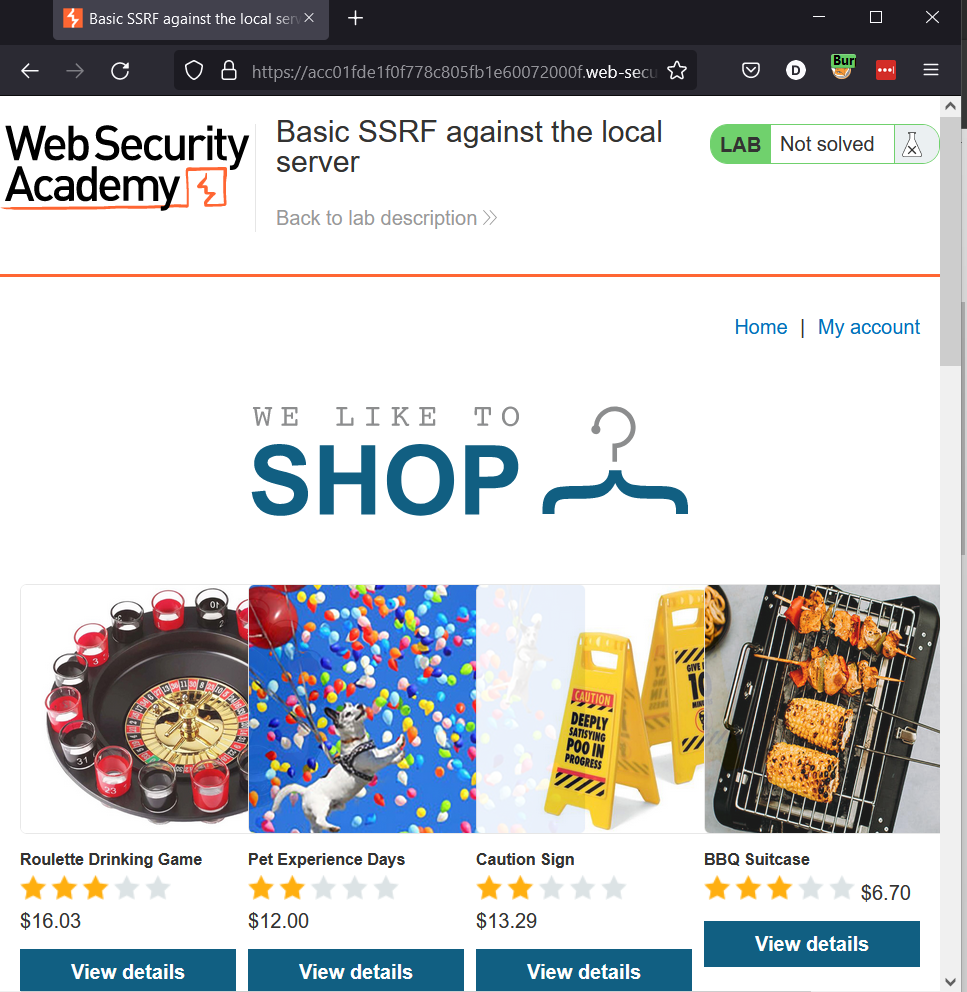 Basic SSRF against the local ser
https://acc01fde1f0f778c805fb1e60072000f.web-secu
D
Bur
Web Security
Academy
Basic SSRF against the local
server
Back to lab description
LAB Not solved
Home | My account
WE LIKE TO
SHOP
CAUTION
DEEPLY
SATISFYING
POO IN
PROGRESS
GIVE
10
Roulette Drinking Game
Pet Experience Days
Caution Sign
BBQ Suitcase
$16.03
$12.00
$13.29
$6.70
View details
View details
View details
View details